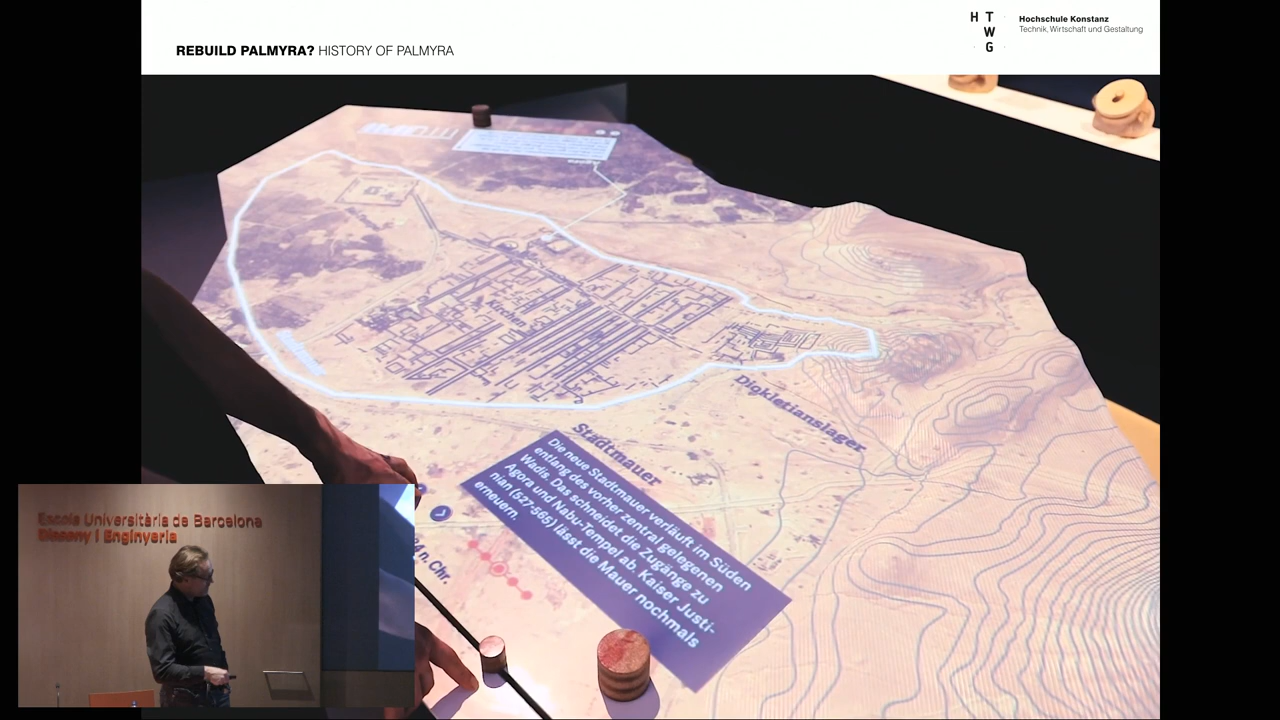 REBUILD PALMYRA? HISTORY OF PALMYRA
H T
W
G
Hochschule Konstanz
Technik, Wirtschaft und Gestaltung
Kirchen
Diokletianslager
Stadtmauer
Die neue Stadtmauer verläuft im Süden
entlang des vorher zentral gelegenen
Wadis. Das schneidet die Zugänge zu
Agora und Nabu-Tempel ab. Kaiser Justi-
nian (527-565) lässt die Mauer nochmals
erneuern.
n. Chr.
Escola Universitària de Barcelona
Disseny i Enginyeria